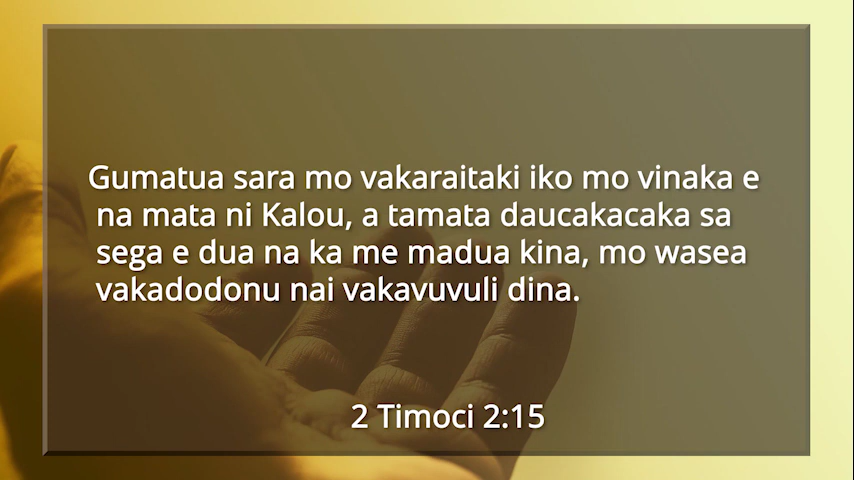 Gumatua sara mo vakaraitaki iko mo vinaka e
na mata ni Kalou, a tamata daucakacaka sa
sega e dua na ka me madua kina, mo wasea
vakadodonu nai vakavuvuli dina.
2 Timoci 2:15